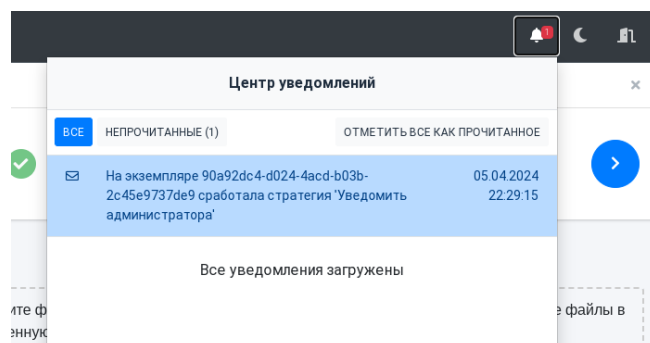 1
Центр уведомлений
×
ВСЕ НЕПРОЧИТАННЫЕ (1) ОТМЕТИТЬ ВСЕ КАК ПРОЧИТАННОЕ
На экземпляре 90a92dc4-d024-4acd-b03b- 05.04.2024
2c45e9737de9 сработала стратегия 'Уведомить 22:29:15
администратора'
Все уведомления загружены
файлы в